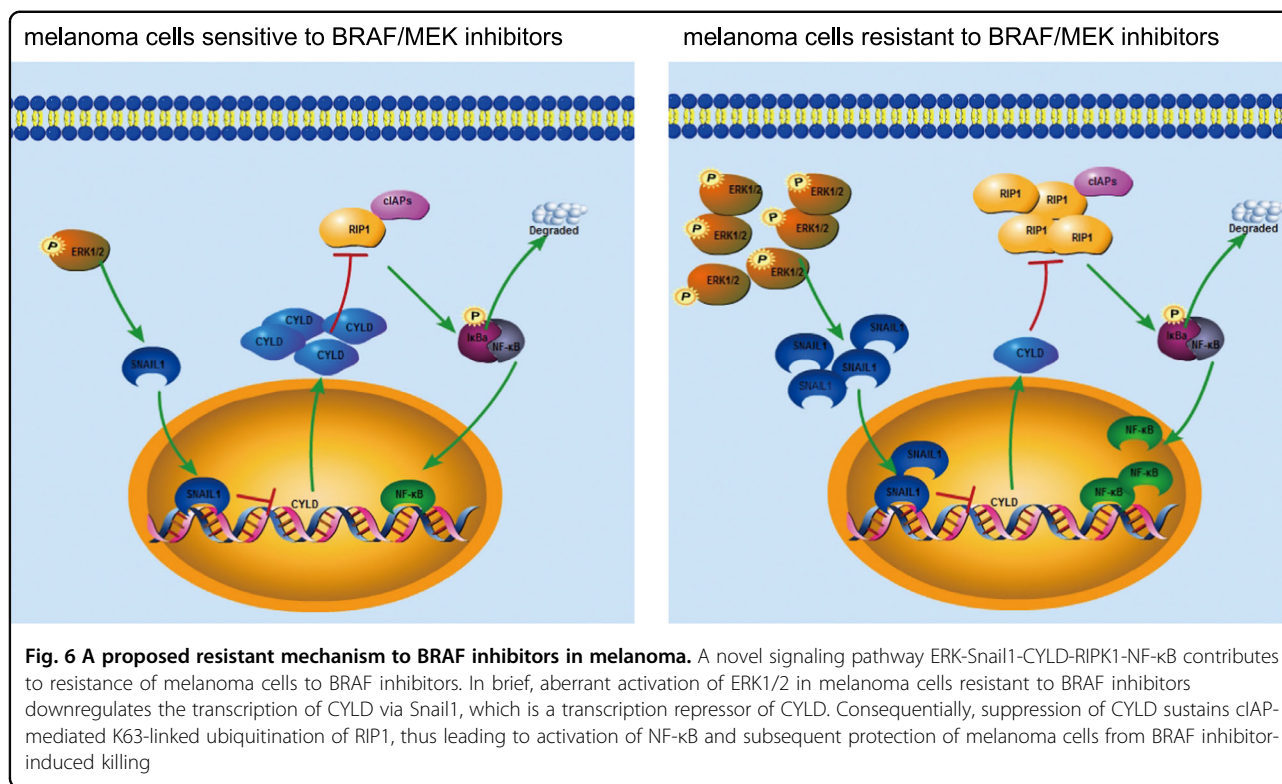 melanoma cells sensitive to BRAF/MEK inhibitors
P
ERK1/2
SNAIL1
cIAPs
RIP1
Degraded
CYLD
CYLD
CYLD
CYLD
P
IκBa
NF-κB
SNAIL1
CYLD
NF-κB
melanoma cells resistant to BRAF/MEK inhibitors
P
ERK1/2
P
ERK1/2
P
ERK1/2
P
ERK1/2
P
ERK1/2
P
ERK1/2
RIP1
cIAPs
RIP1
RIP1
RIP1
Degraded
SNAIL1
SNAIL1
SNAIL1
SNAIL1
CYLD
P
IκBa
NF-κB
SNAIL1
SNAIL1
CYLD
NF-κB
NF-κB
NF-κB
Fig. 6 A proposed resistant mechanism to BRAF inhibitors in melanoma. A novel signaling pathway ERK-Snail1-CYLD-RIPK1-NF-κB contributes
to resistance of melanoma cells to BRAF inhibitors. In brief, aberrant activation of ERK1/2 in melanoma cells resistant to BRAF inhibitors
downregulates the transcription of CYLD via Snail1, which is a transcription repressor of CYLD. Consequentially, suppression of CYLD sustains cIAP-
mediated K63-linked ubiquitination of RIP1, thus leading to activation of NF-κB and subsequent protection of melanoma cells from BRAF inhibitor-
induced killing